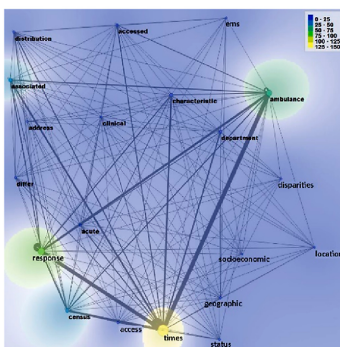 ems
accessed
distribution
0 - 25
25 - 50
50 - 75
75 - 100
100 - 125
125 - 150
associated
characteristic
ambulance
address
clinical
department
differ
disparities
acute
response
socioeconomic
location
geographic
census
access
times
status